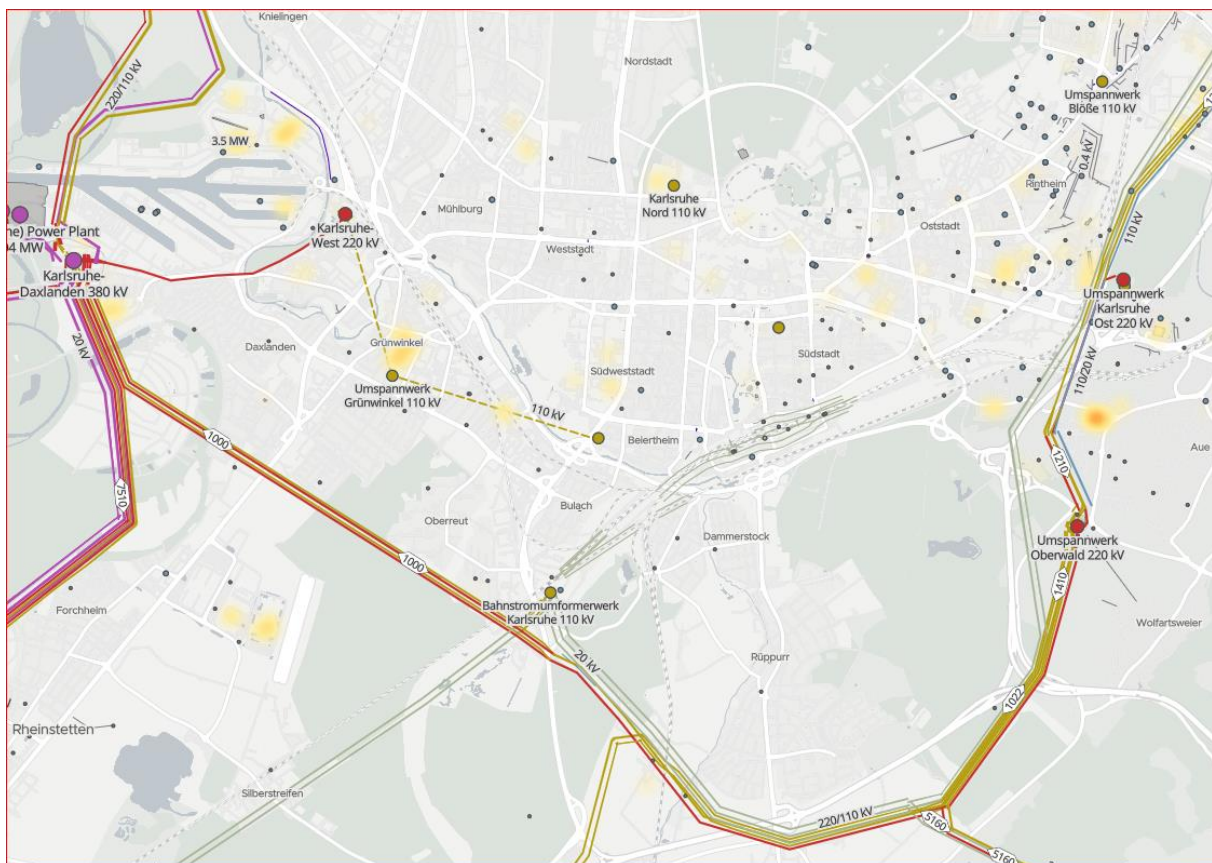 Knielingen
Nordstadt
220/110 kV
Umspannwerk
Blöße 110 kV
3.5 MW
0.4 kV
Rintheim
Mühlburg
Karlsruhe
Nord 110 kV
Oststadt
Karlsruhe-
West 220 kV
Weststadt
110 kV
Power Plant
MW
Karlsruhe-
Daxlanden 380 kV
Umspannwerk
Karlsruhe
Ost 220 kV
20 kV
Daxlanden
Grünwinkel
Südstadt
Südweststadt
110/20 kV
Umspannwerk
Grünwinkel 110 kV
110 kV
Beiertheim
Aue
1000
1210
7510
Bulach
Oberreut
Dammerstock
Umspannwerk
Oberwald 220 kV
1000
1410
Forchheim
Bahnstromumformerwerk
Karlsruhe 110 kV
Wolfartsweier
20 kV
Rüppurr
1022
Rheinstetten
Silberstreifen
220/110 kV
5160
5160